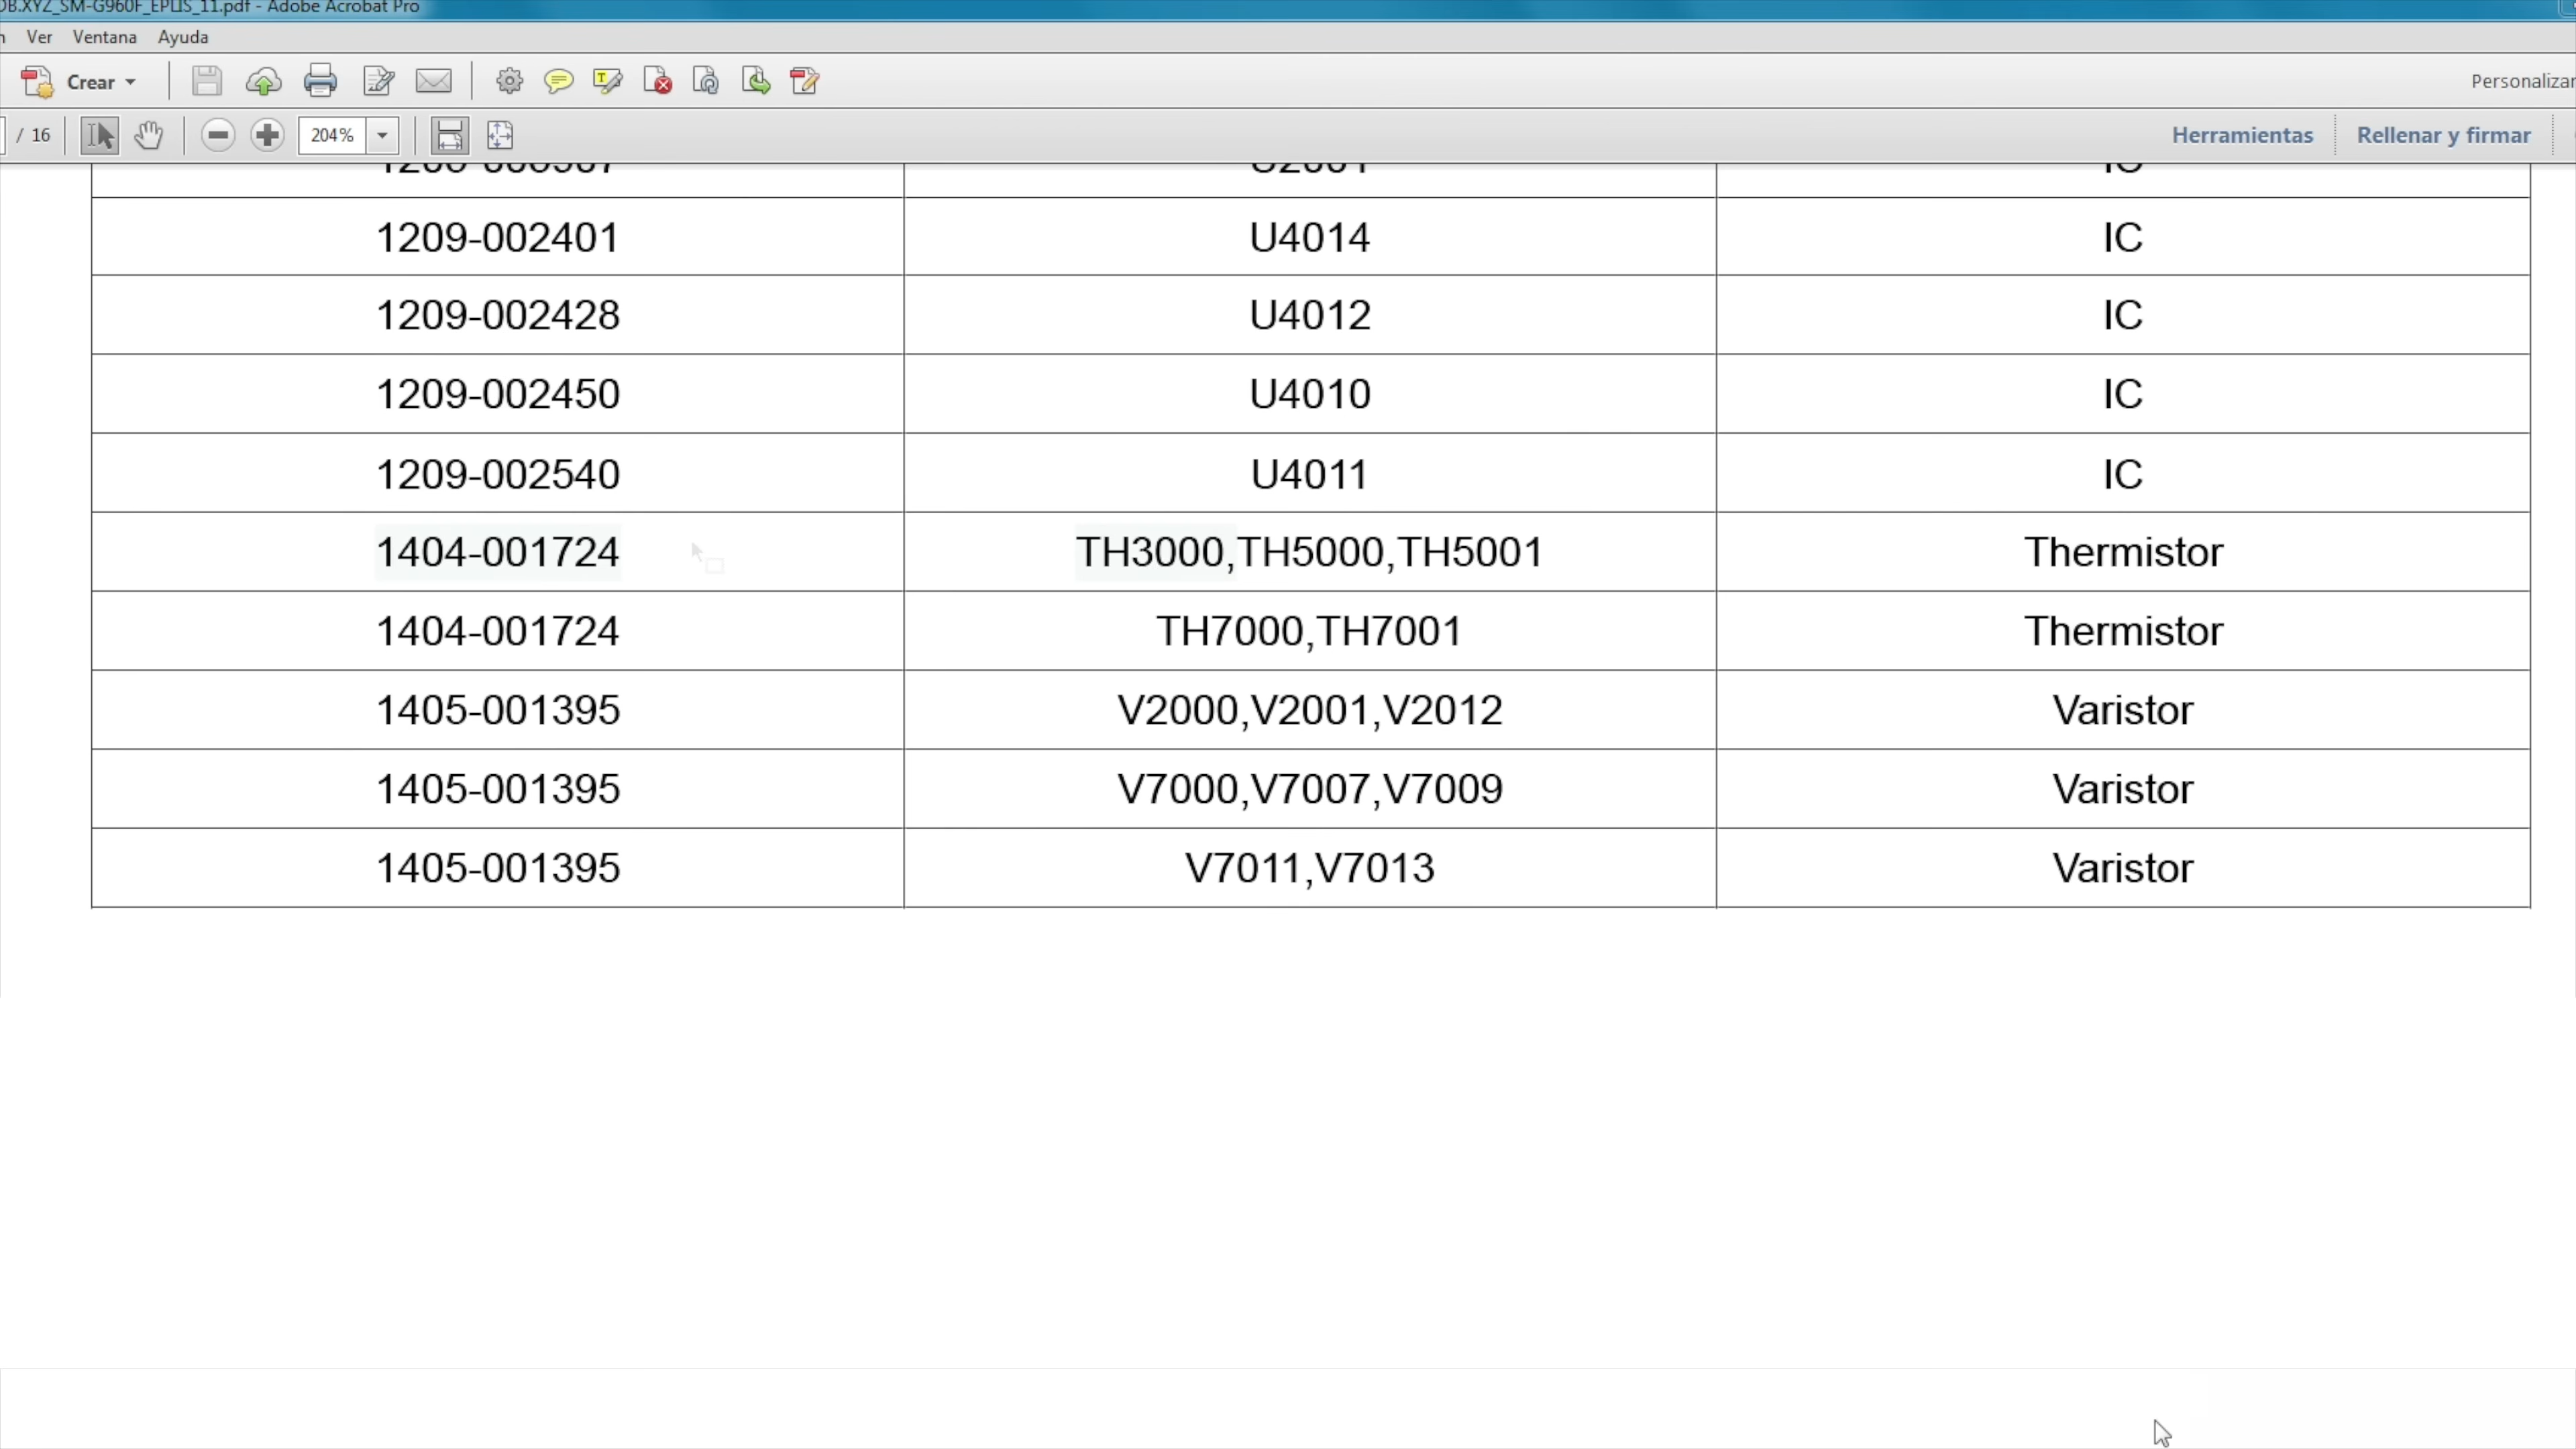 DB.XYZ_SM-G960F_EPLIS_11.pdf - Adobe Acrobat Pro
Ver Ventana Ayuda
Crear Personalizar
/ 16 204% Herramientas Rellenar y firmar
1209-002401 U4014 IC
1209-002428 U4012 IC
1209-002450 U4010 IC
1209-002540 U4011 IC
1404-001724 TH3000,TH5000,TH5001 Thermistor
1404-001724 TH7000,TH7001 Thermistor
1405-001395 V2000,V2001,V2012 Varistor
1405-001395 V7000,V7007,V7009 Varistor
1405-001395 V7011,V7013 Varistor